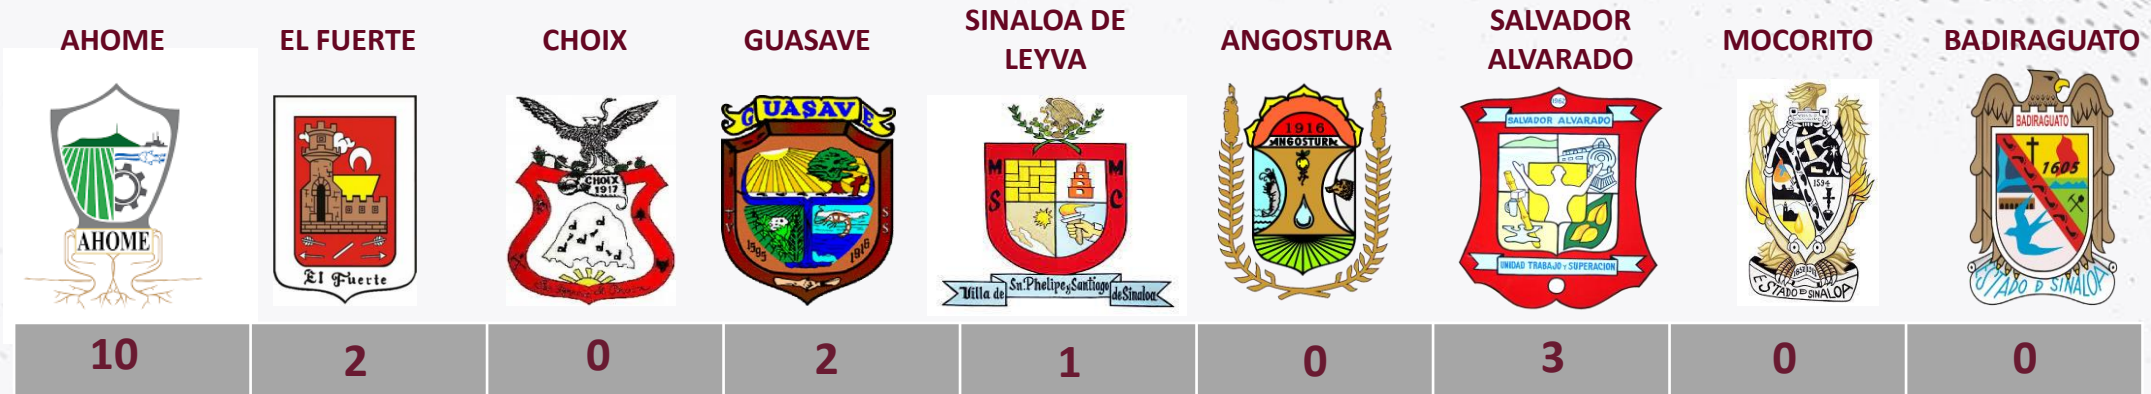 AHOME
EL FUERTE
CHOIX
GUASAVE
SINALOA DE
LEYVA
ANGOSTURA
SALVADOR
ALVARADO
MOCORITO
BADIRAGUATO
AHOME
El Fuerte
CHOIX
1917
GUASAVE
T
V
S
S
1595
1916
M M
S C
Villa de Sn. Phelipe y Santiago de Sinaloa
1916
ANGOSTURA
1962
SALVADOR ALVARADO
UNIDAD TRABAJO Y SUPERACION
1594
ESTADO DE SINALOA
BADIRAGUATO
1605
ESTADO D SINALOA
10
2
0
2
1
0
3
0
0